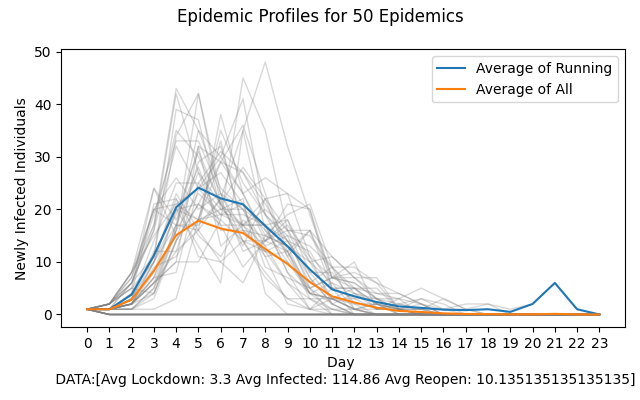 Epidemic Profiles for 50 Epidemics
50
40
30
20
10
0
Newly Infected Individuals
Average of Running
Average of All
0 1 2 3 4 5 6 7 8 9 10 11 12 13 14 15 16 17 18 19 20 21 22 23
Day
DATA:[Avg Lockdown: 3.3 Avg Infected: 114.86 Avg Reopen: 10.135135135135135]